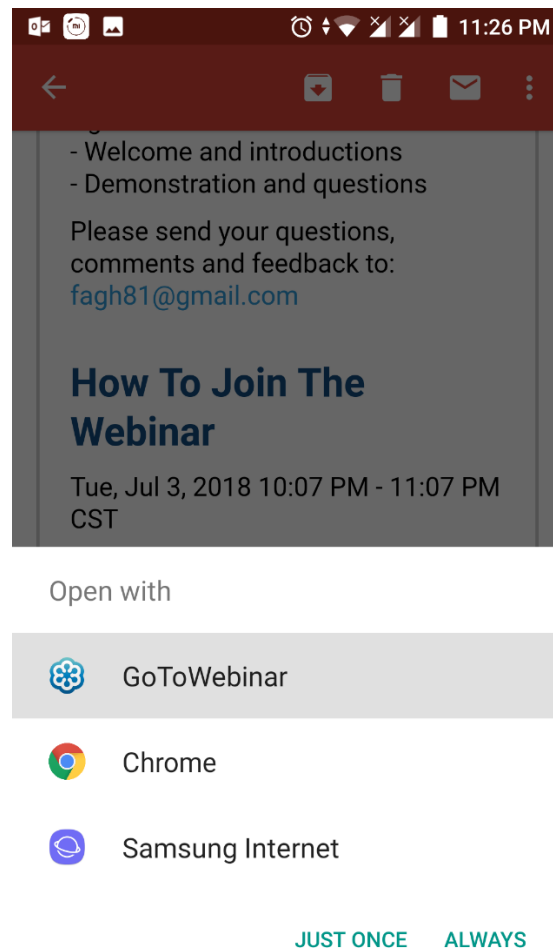 11:26 PM
- Welcome and introductions
- Demonstration and questions
Please send your questions,
comments and feedback to:
fagh81@gmail.com
How To Join The
Webinar
Tue, Jul 3, 2018 10:07 PM - 11:07 PM
CST
Open with
GoToWebinar
Chrome
Samsung Internet
JUST ONCE ALWAYS